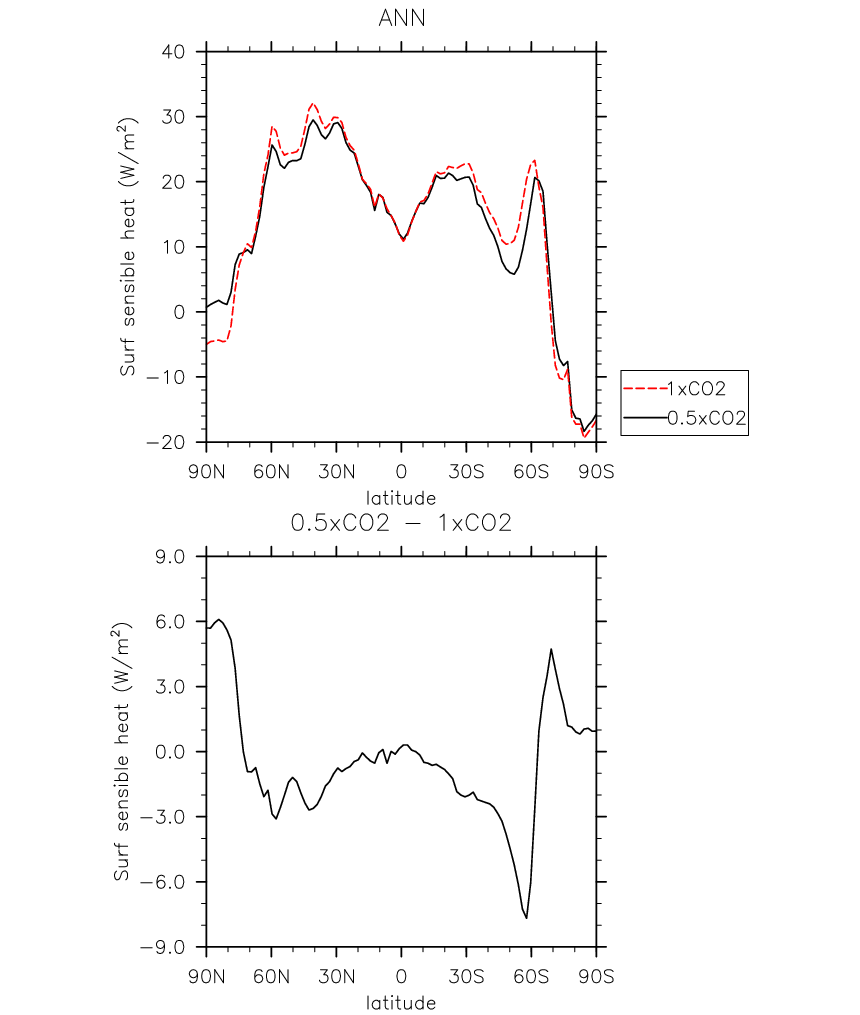 ANN
Surf sensible heat (W/m²)
40
30
20
10
0
−10
−20
90N 60N 30N 0 30S 60S 90S
latitude
1xCO2
0.5xCO2
0.5xCO2 − 1xCO2
Surf sensible heat (W/m²)
9.0
6.0
3.0
0.0
−3.0
−6.0
−9.0
90N 60N 30N 0 30S 60S 90S
latitude